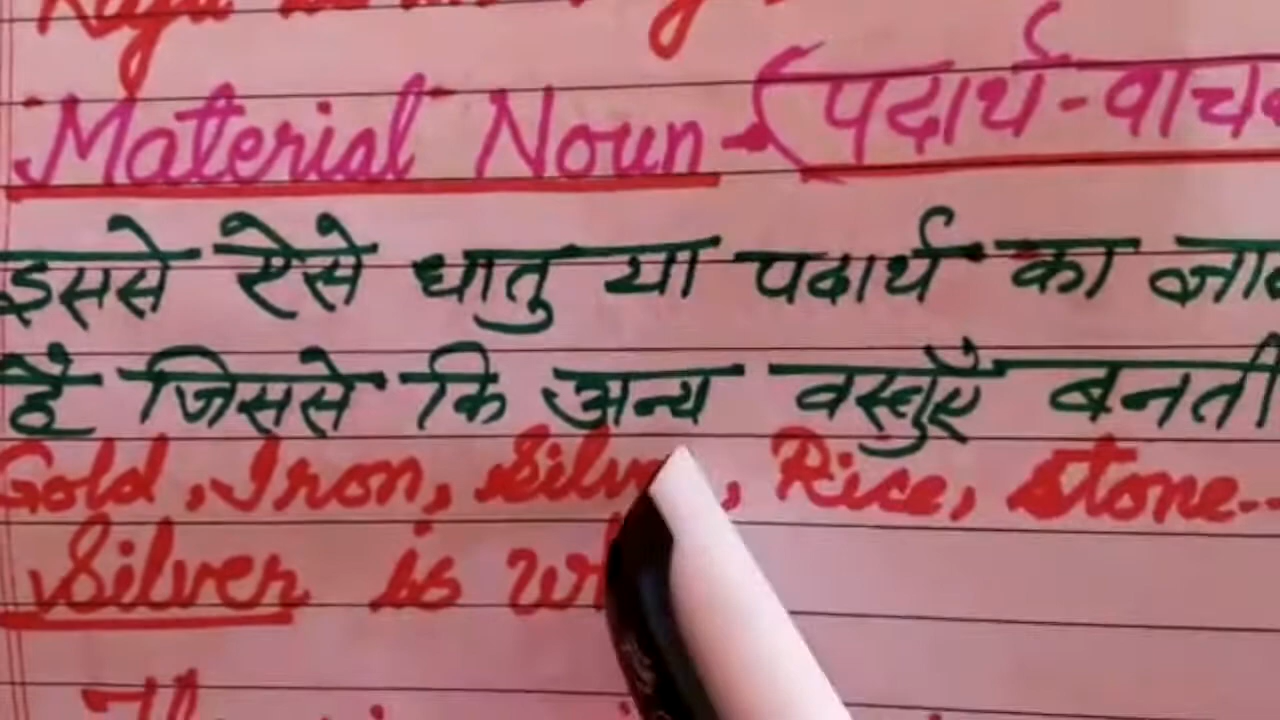 Material Noun - (पदार्थ-वाच
इससे ऐसे धातु या पदार्थ का
है जिससे कि अन्य वस्तुएँ बनती
Gold, Iron, Silv , Rice, Stone..
Silver is